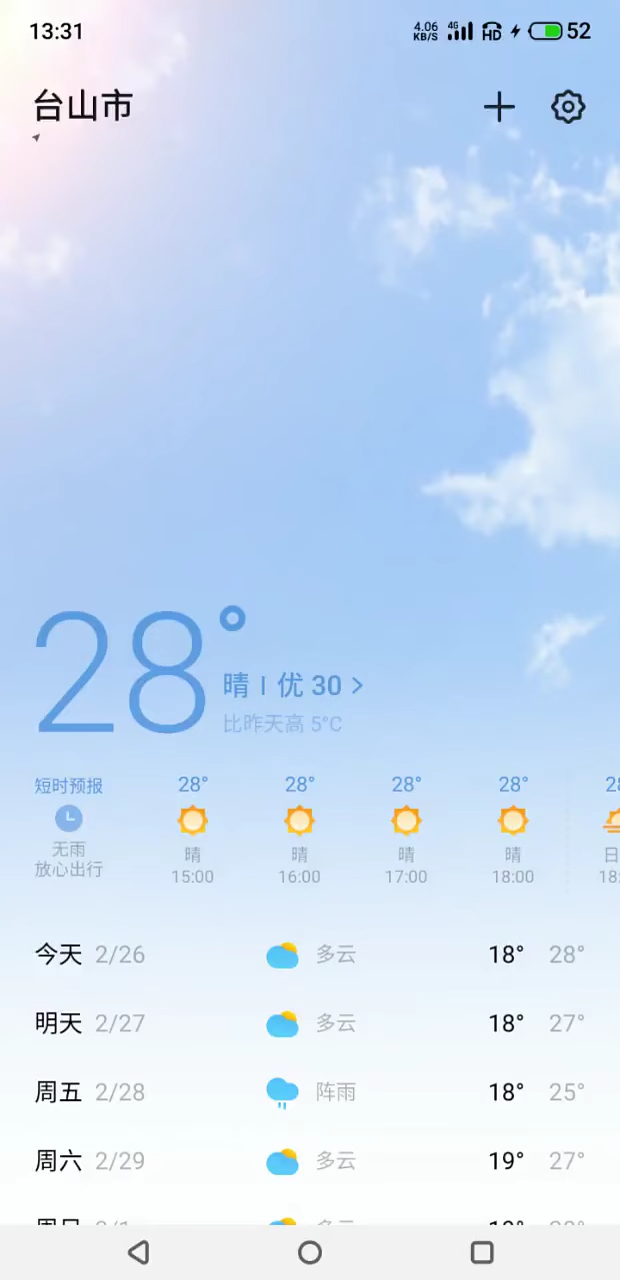 13:31 4.06 KB/S 4G HD 52
台山市
28°
晴 | 优 30 >
比昨天高 5°C
短时预报 28° 28° 28° 28°
无雨 晴 晴 晴 晴
放心出行 15:00 16:00 17:00 18:00
今天 2/26 多云 18° 28°
明天 2/27 多云 18° 27°
周五 2/28 阵雨 18° 25°
周六 2/29 多云 19° 27°